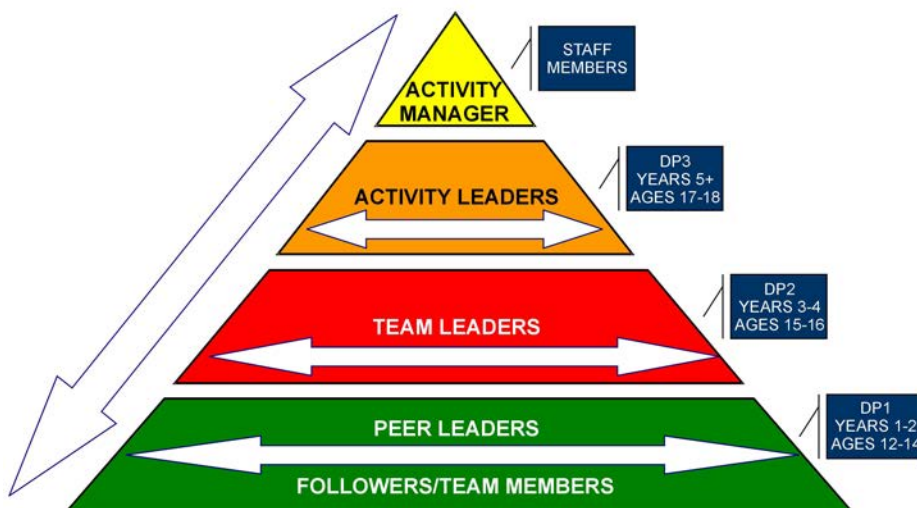 STAFF
MEMBERS
ACTIVITY
MANAGER
DP3
YEARS 5+
AGES 17-18
ACTIVITY LEADERS
DP2
YEARS 3-4
AGES 15-16
TEAM LEADERS
DP1
YEARS 1-2
AGES 12-14
PEER LEADERS
FOLLOWERS/TEAM MEMBERS